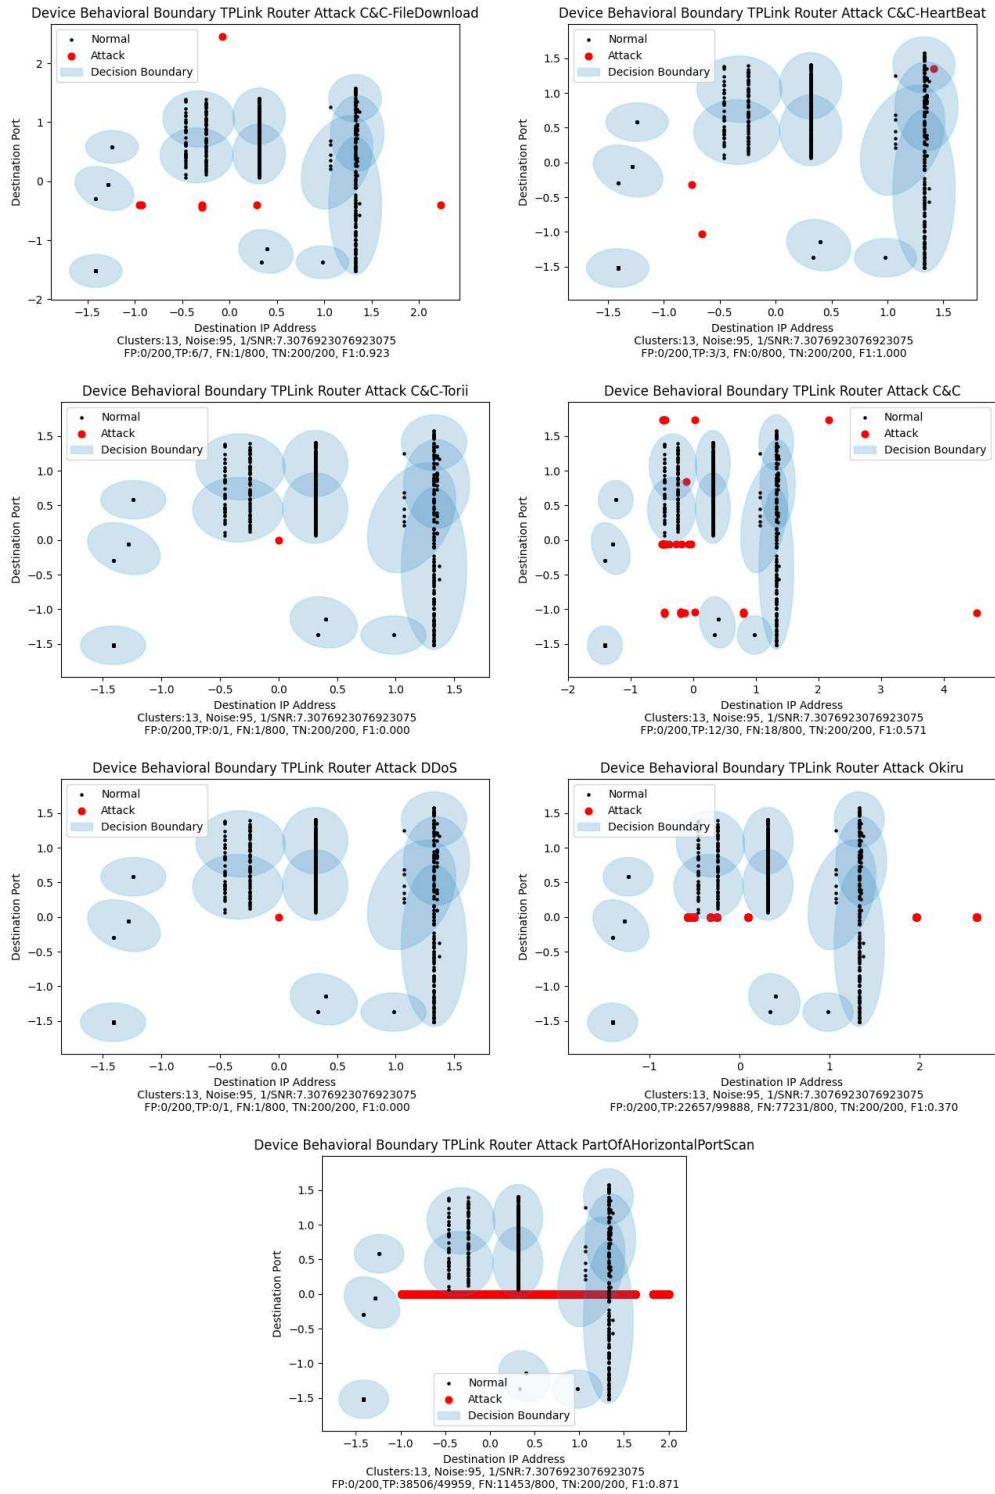 Device Behavioral Boundary TPLink Router Attack C&C-FileDownload
Normal
Attack
Decision Boundary
Destination Port
2
1
0
−1
−2
−1.5 −1.0 −0.5 0.0 0.5 1.0 1.5 2.0
Destination IP Address
Clusters:13, Noise:95, 1/SNR:7.3076923076923075
FP:0/200,TP:6/7, FN:1/800, TN:200/200, F1:0.923
Device Behavioral Boundary TPLink Router Attack C&C-HeartBeat
Normal
Attack
Decision Boundary
Destination Port
1.5
1.0
0.5
0.0
−0.5
−1.0
−1.5
−1.5 −1.0 −0.5 0.0 0.5 1.0 1.5
Destination IP Address
Clusters:13, Noise:95, 1/SNR:7.3076923076923075
FP:0/200,TP:3/3, FN:0/800, TN:200/200, F1:1.000
Device Behavioral Boundary TPLink Router Attack C&C-Torii
Normal
Attack
Decision Boundary
Destination Port
1.5
1.0
0.5
0.0
−0.5
−1.0
−1.5
−1.5 −1.0 −0.5 0.0 0.5 1.0 1.5
Destination IP Address
Clusters:13, Noise:95, 1/SNR:7.3076923076923075
FP:0/200,TP:0/1, FN:1/800, TN:200/200, F1:0.000
Device Behavioral Boundary TPLink Router Attack C&C
Normal
Attack
Decision Boundary
Destination Port
1.5
1.0
0.5
0.0
−0.5
−1.0
−1.5
−2 −1 0 1 2 3 4
Destination IP Address
Clusters:13, Noise:95, 1/SNR:7.3076923076923075
FP:0/200,TP:12/30, FN:18/800, TN:200/200, F1:0.571
Device Behavioral Boundary TPLink Router Attack DDoS
Normal
Attack
Decision Boundary
Destination Port
1.5
1.0
0.5
0.0
−0.5
−1.0
−1.5
−1.5 −1.0 −0.5 0.0 0.5 1.0 1.5
Destination IP Address
Clusters:13, Noise:95, 1/SNR:7.3076923076923075
FP:0/200,TP:0/1, FN:1/800, TN:200/200, F1:0.000
Device Behavioral Boundary TPLink Router Attack Okiru
Normal
Attack
Decision Boundary
Destination Port
1.5
1.0
0.5
0.0
−0.5
−1.0
−1.5
−1 0 1 2
Destination IP Address
Clusters:13, Noise:95, 1/SNR:7.3076923076923075
FP:0/200,TP:22657/99888, FN:77231/800, TN:200/200, F1:0.370
Device Behavioral Boundary TPLink Router Attack PartOfAHorizontalPortScan
Destination Port
1.5
1.0
0.5
0.0
−0.5
−1.0
−1.5
Normal
Attack
Decision Boundary
−1.5 −1.0 −0.5 0.0 0.5 1.0 1.5 2.0
Destination IP Address
Clusters:13, Noise:95, 1/SNR:7.3076923076923075
FP:0/200,TP:38506/49959, FN:11453/800, TN:200/200, F1:0.871